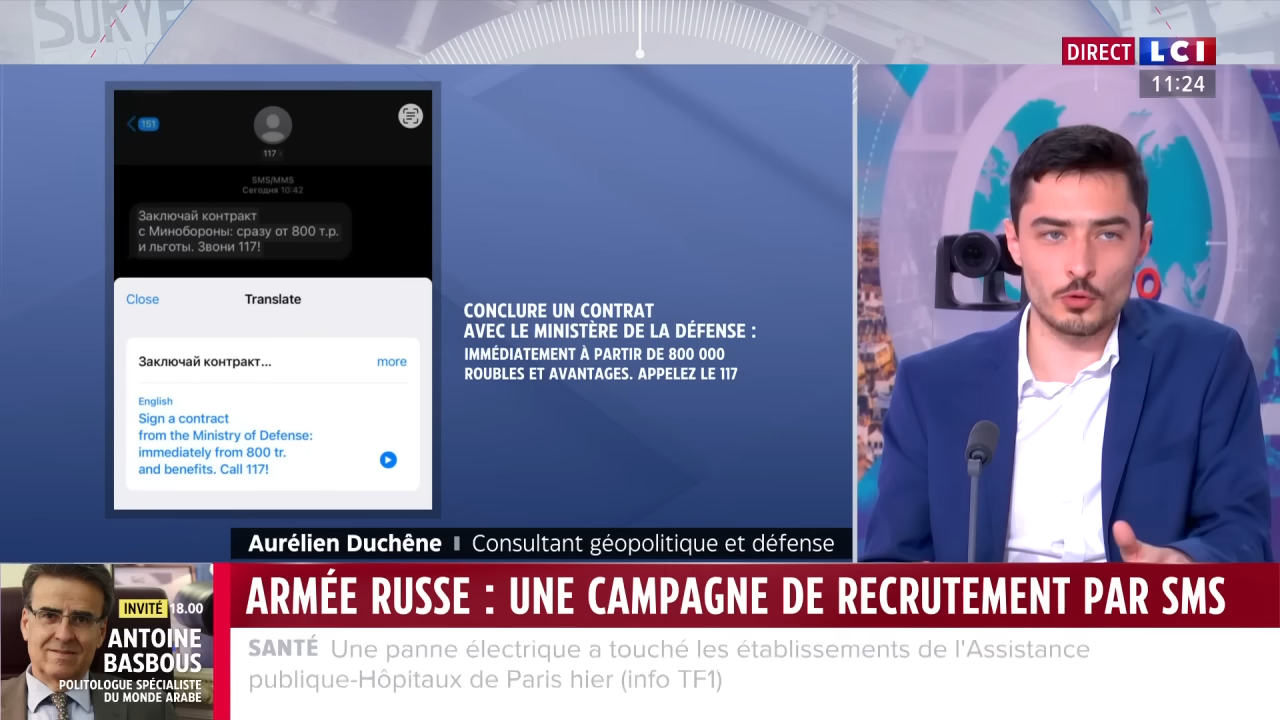 SURVE
DIRECT LCI
11:24
151
117
SMS/MMS
Сегодня 10:42
Заключай контракт
с Минобороны: сразу от 800 т.р.
и льготы. Звони 117!
Close Translate
Заключай контракт... more
English
Sign a contract
from the Ministry of Defense:
immediately from 800 tr.
and benefits. Call 117!
CONCLURE UN CONTRAT
AVEC LE MINISTÈRE DE LA DÉFENSE :
IMMÉDIATEMENT À PARTIR DE 800 000
ROUBLES ET AVANTAGES. APPELEZ LE 117
Aurélien Duchêne Consultant géopolitique et défense
ARMÉE RUSSE : UNE CAMPAGNE DE RECRUTEMENT PAR SMS
INVITÉ 18.00
ANTOINE
BASBOUS
POLITOLOGUE SPÉCIALISTE
DU MONDE ARABE
SANTÉ Une panne électrique a touché les établissements de l'Assistance
publique-Hôpitaux de Paris hier (info TF1)